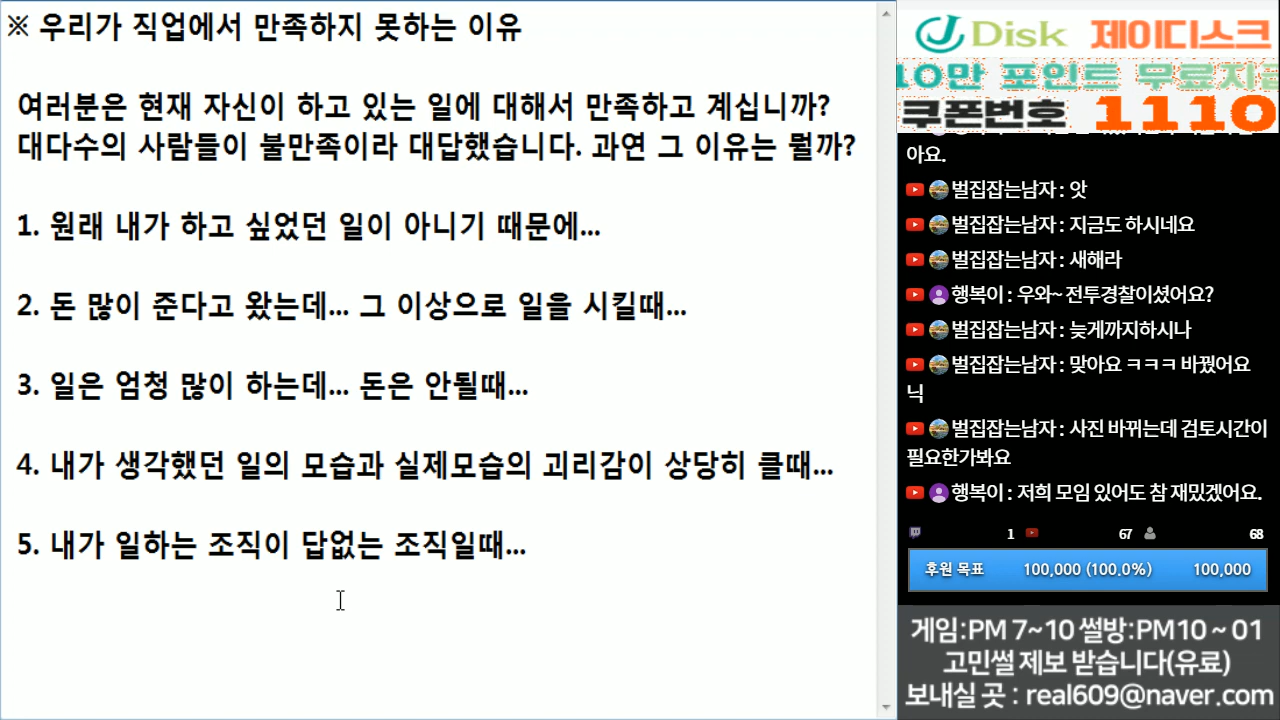 ※ 우리가 직업에서 만족하지 못하는 이유
여러분은 현재 자신이 하고 있는 일에 대해서 만족하고 계십니까?
대다수의 사람들이 불만족이라 대답했습니다. 과연 그 이유는 뭘까?
1. 원래 내가 하고 싶었던 일이 아니기 때문에...
2. 돈 많이 준다고 왔는데... 그 이상으로 일을 시킬때...
3. 일은 엄청 많이 하는데... 돈은 안될때...
4. 내가 생각했던 일의 모습과 실제모습의 괴리감이 상당히 클때...
5. 내가 일하는 조직이 답없는 조직일때...
J Disk 제이디스크
10만 포인트 무료지급
쿠폰번호 1110
아요.
벌집잡는남자 : 앗
벌집잡는남자 : 지금도 하시네요
벌집잡는남자 : 새해라
행복이 : 우와~ 전투경찰이셨어요?
벌집잡는남자 : 늦게까지하시나
벌집잡는남자 : 맞아요 ㅋㅋㅋ 바꿨어요
닉
벌집잡는남자 : 사진 바뀌는데 검토시간이
필요한가봐요
행복이 : 저희 모임 있어도 참 재밌겠어요.
1 67 68
후원 목표 100,000 (100.0%) 100,000
게임:PM 7~10 썰방:PM10 ~ 01
고민썰 제보 받습니다(유료)
보내실 곳 : real609@naver.com